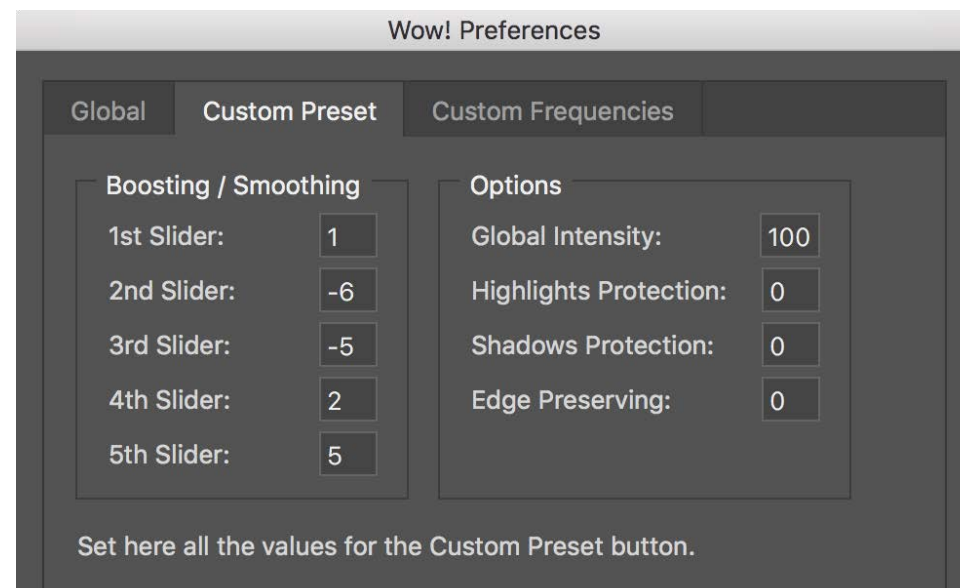 Wow! Preferences
Global Custom Preset Custom Frequencies
Boosting / Smoothing
1st Slider: 1
2nd Slider: -6
3rd Slider: -5
4th Slider: 2
5th Slider: 5
Options
Global Intensity: 100
Highlights Protection: 0
Shadows Protection: 0
Edge Preserving: 0
Set here all the values for the Custom Preset button.